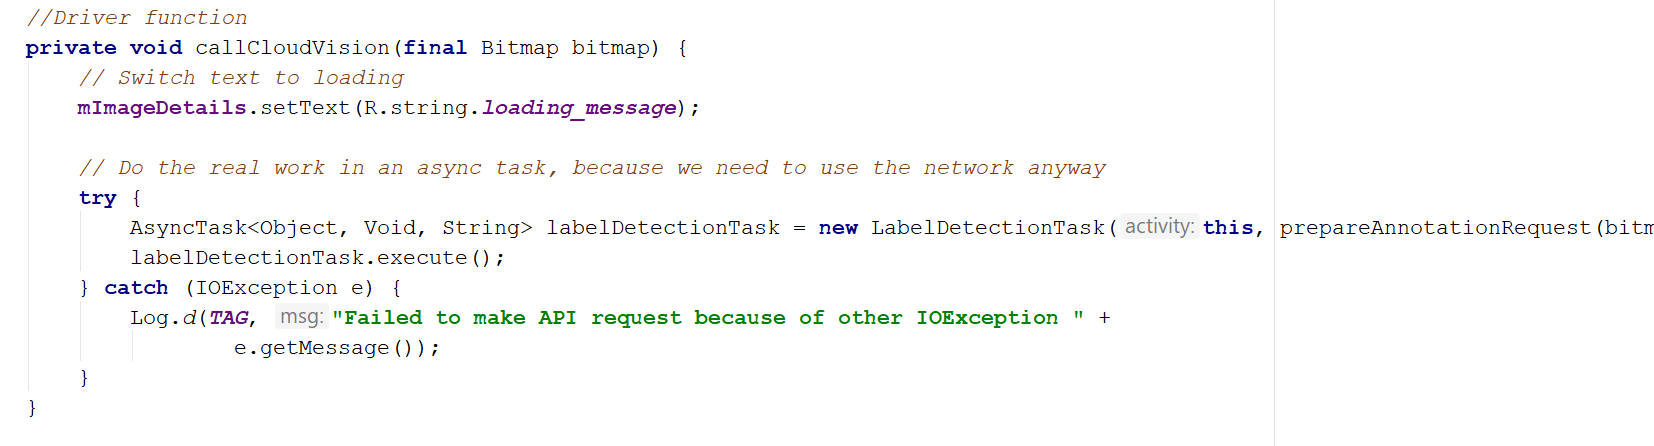 //Driver function
private void callCloudVision(final Bitmap bitmap) {
// Switch text to loading
mImageDetails.setText(R.string.loading_message);
// Do the real work in an async task, because we need to use the network anyway
try {
AsyncTask<Object, Void, String> labelDetectionTask = new LabelDetectionTask( activity: this, prepareAnnotationRequest(bitm
labelDetectionTask.execute();
} catch (IOException e) {
Log.d(TAG, msg: "Failed to make API request because of other IOException " +
e.getMessage());
}
}